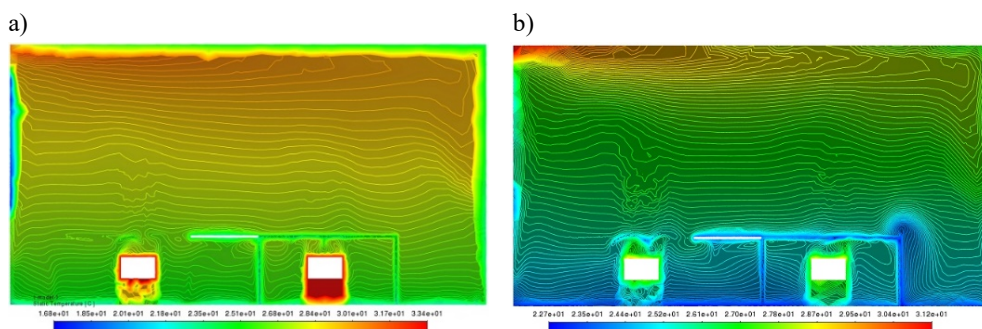 a)
b)
Static Temperature [C]
1.68e+01 1.85e+01 2.01e+01 2.18e+01 2.35e+01 2.51e+01 2.68e+01 2.84e+01 3.01e+01 3.17e+01 3.34e+01
2.27e+01 2.35e+01 2.44e+01 2.52e+01 2.61e+01 2.70e+01 2.78e+01 2.87e+01 2.95e+01 3.04e+01 3.12e+01